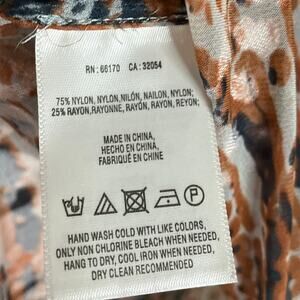 RN: 66170 CA: 32054
75% NYLON, NYLON, NILÓN, NAILON, NYLON;
25% RAYON, RAYONNE, RAYÓN, RAYON, REYON;
MADE IN CHINA,
HECHO EN CHINA,
FABRIQUÉ EN CHINE
P
HAND WASH COLD WITH LIKE COLORS,
ONLY NON CHLORINE BLEACH WHEN NEEDED,
HANG TO DRY, COOL IRON WHEN NEEDED,
DRY CLEAN RECOMMENDED